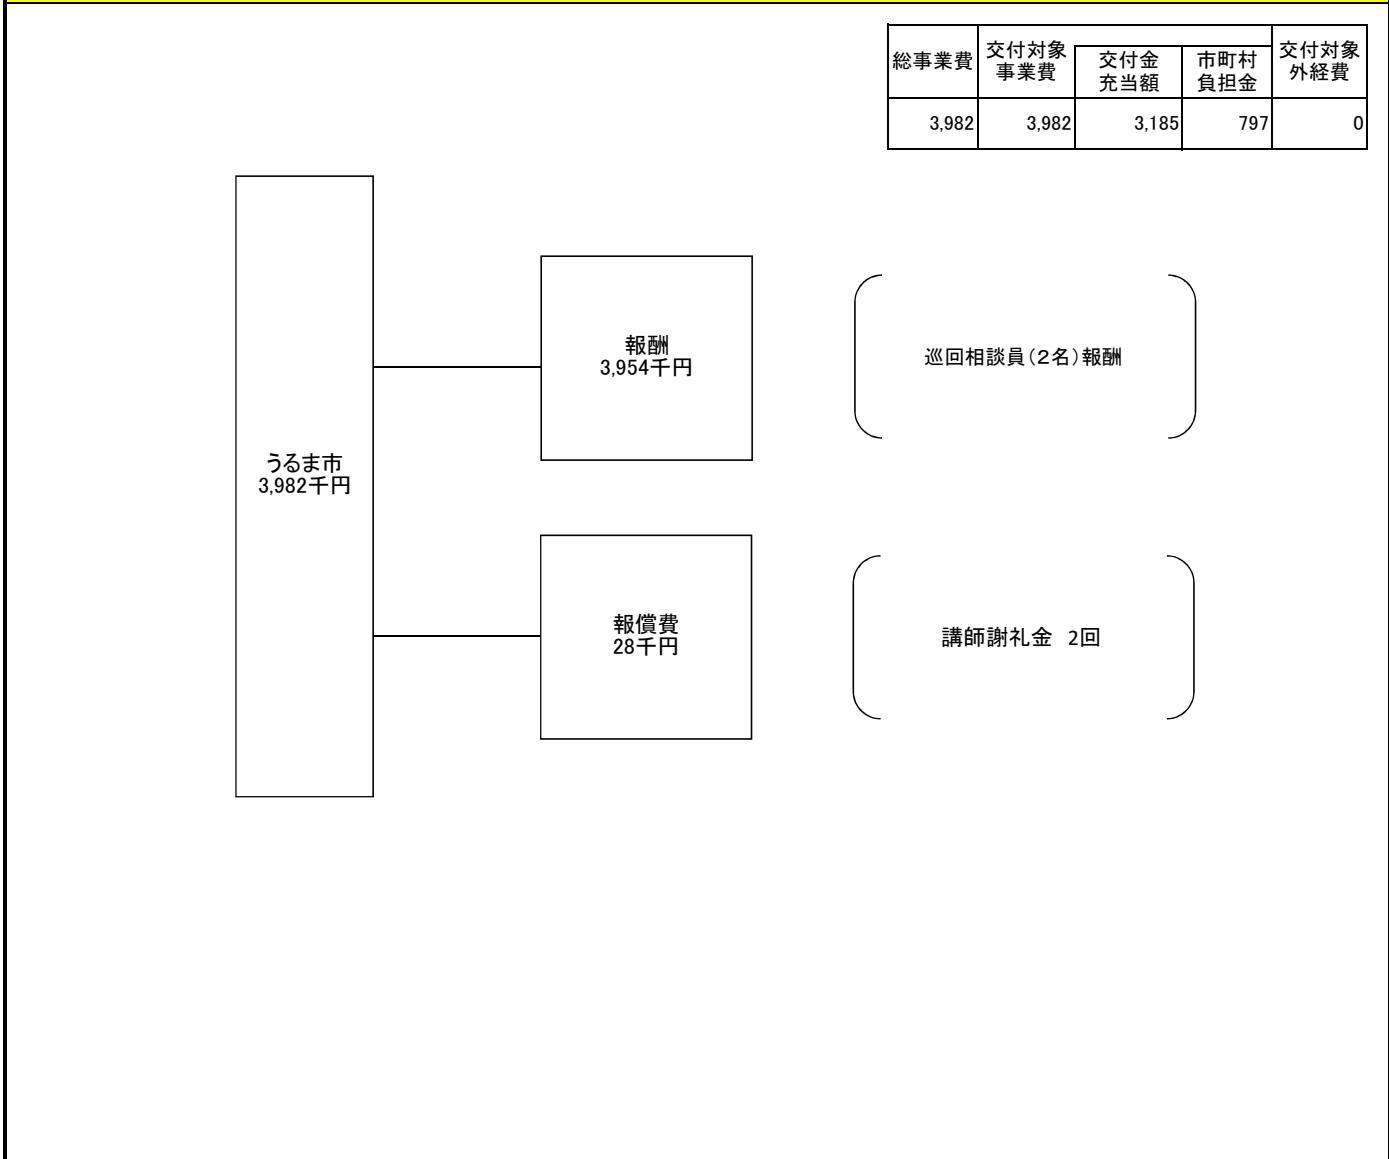 総事業費
交付対象
事業費
交付金
充当額
市町村
負担金
交付対象
外経費
3,982
3,982
3,185
797
0
報酬
3,954千円
巡回相談員（２名）報酬
うるま市
3,982千円
報償費
28千円
講師謝礼金　2回